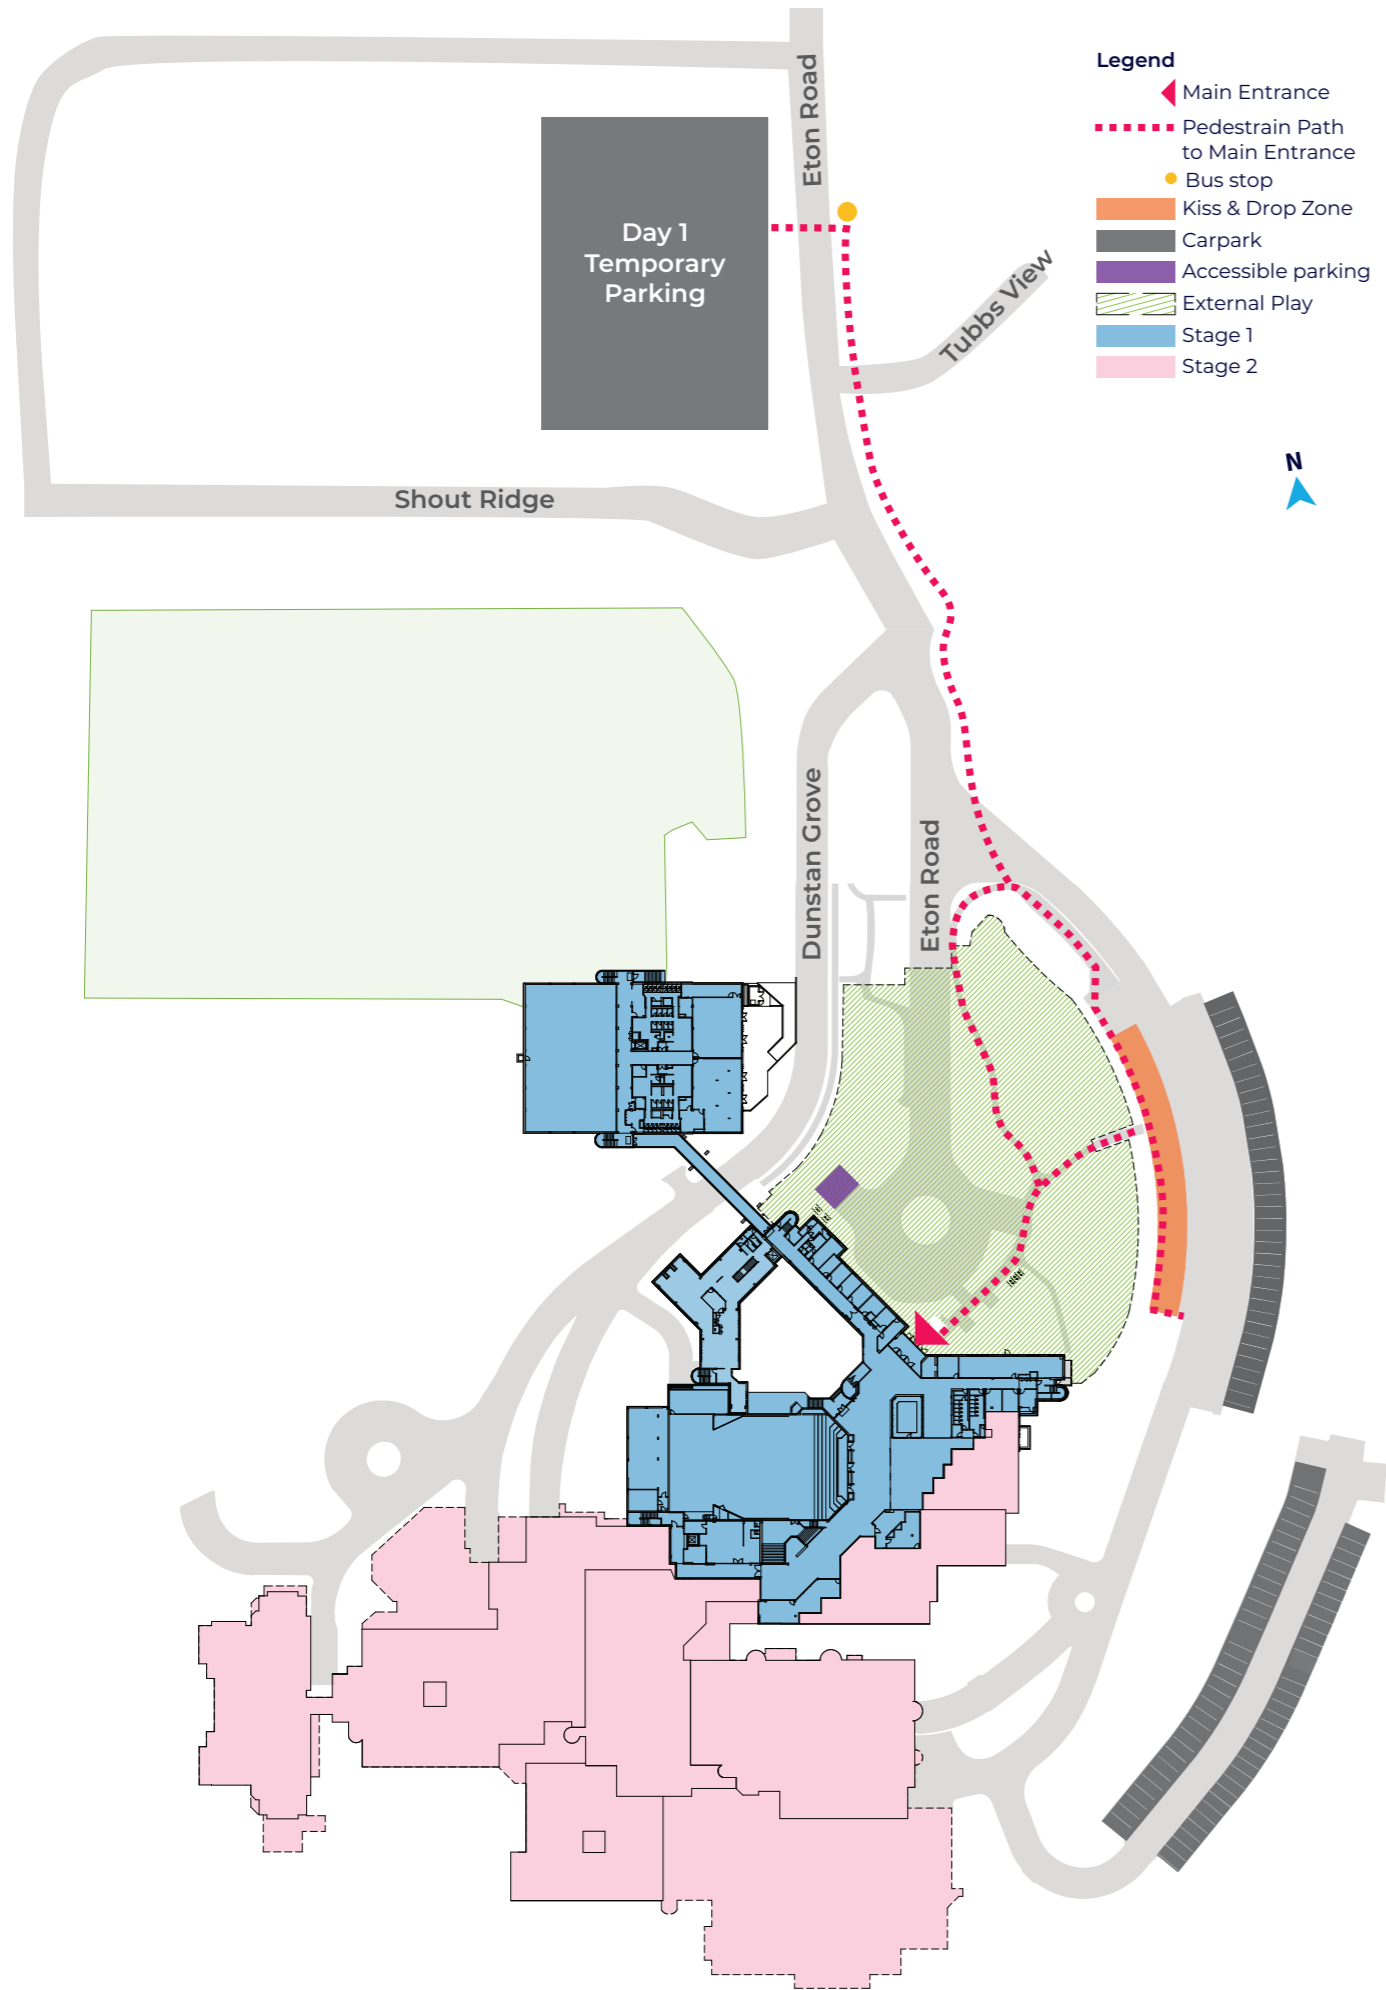 Legend
Main Entrance
Pedestrain Path
to Main Entrance
Bus stop
Kiss & Drop Zone
Carpark
Accessible parking
External Play
Stage 1
Stage 2
N
Eton Road
Day 1
Temporary
Parking
Tubbs View
Shout Ridge
Dunstan Grove
Eton Road